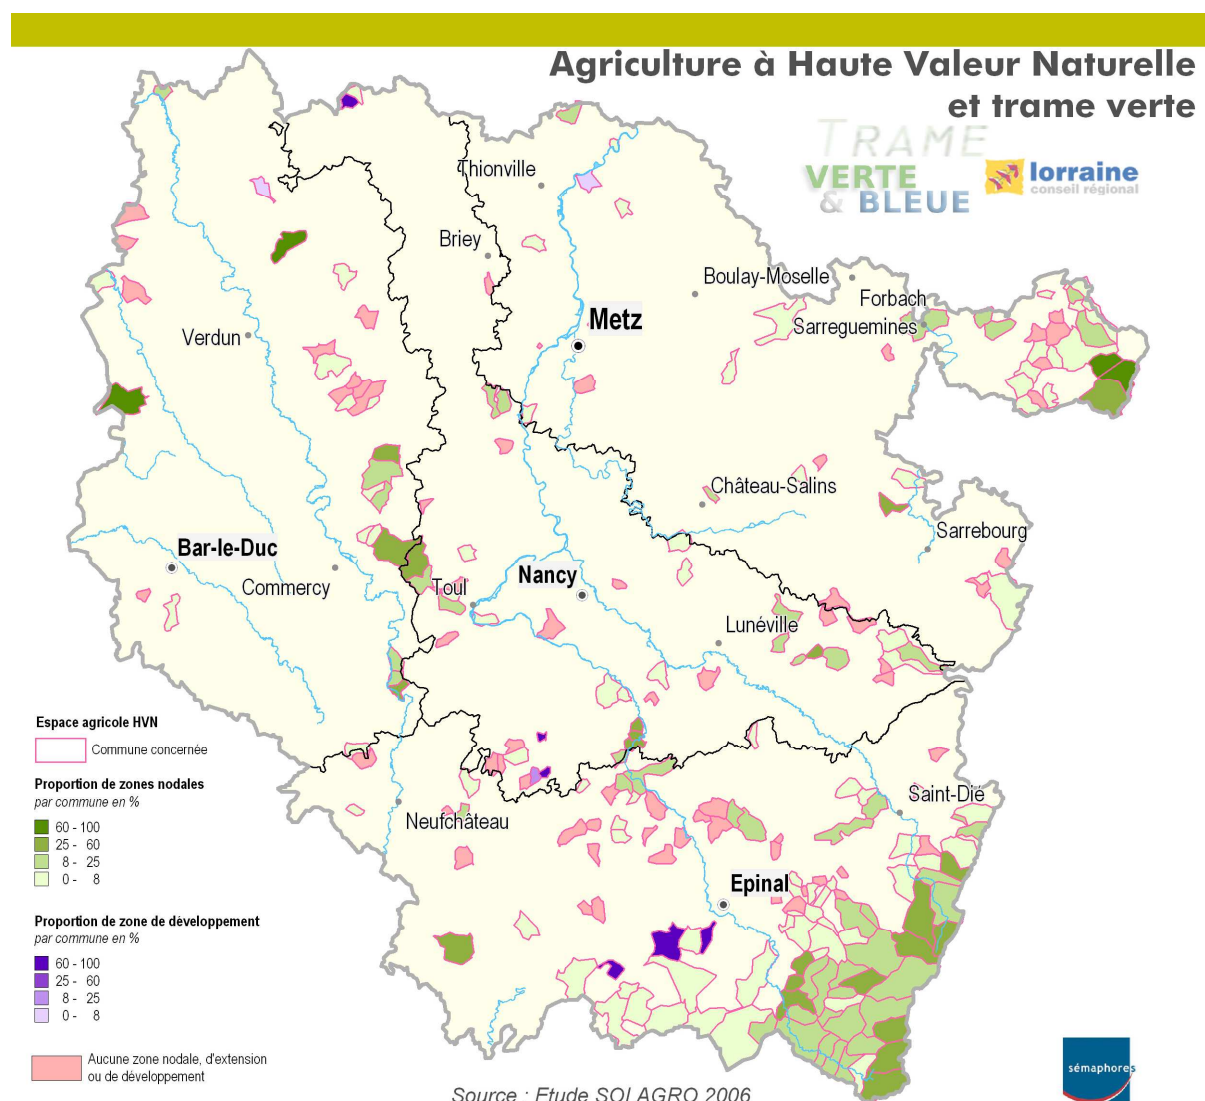 Agriculture à Haute Valeur Naturelle
et trame verte
TRAME
VERTE
& BLEUE
lorraine
conseil régional
Thionville
Briey
Boulay-Moselle
Forbach
Sarreguemines
Metz
Verdun
Château-Salins
Sarrebourg
Bar-le-Duc
Commercy
Toul
Nancy
Lunéville
Saint-Dié
Neufchâteau
Epinal
Espace agricole HVN
Commune concernée
Proportion de zones nodales
par commune en %
60 - 100
25 - 60
8 - 25
0 - 8
Proportion de zone de développement
par commune en %
60 - 100
25 - 60
8 - 25
0 - 8
Aucune zone nodale, d'extension
ou de développement
Source : Etude SOLAGRO 2006
sémaphores